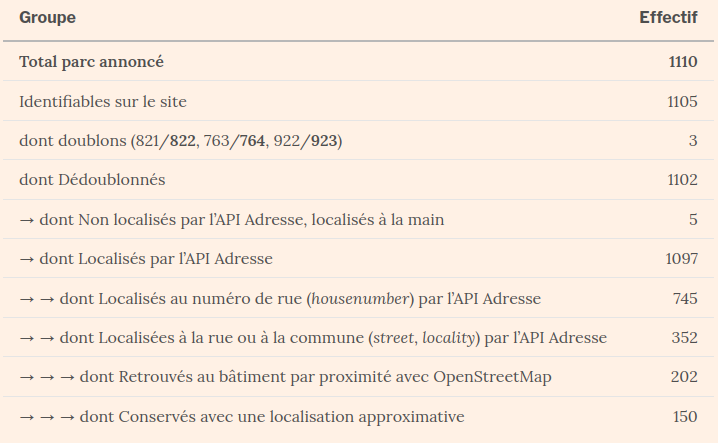 Groupe Effectif
Total parc annoncé 1110
Identifiables sur le site 1105
dont doublons (821/822, 763/764, 922/923) 3
dont Dédoublonnés 1102
→ dont Non localisés par l'API Adresse, localisés à la main 5
→ dont Localisés par l'API Adresse 1097
→ → dont Localisés au numéro de rue (housenumber) par l'API Adresse 745
→ → dont Localisées à la rue ou à la commune (street, locality) par l'API Adresse 352
→ → → dont Retrouvés au bâtiment par proximité avec OpenStreetMap 202
→ → → dont Conservés avec une localisation approximative 150